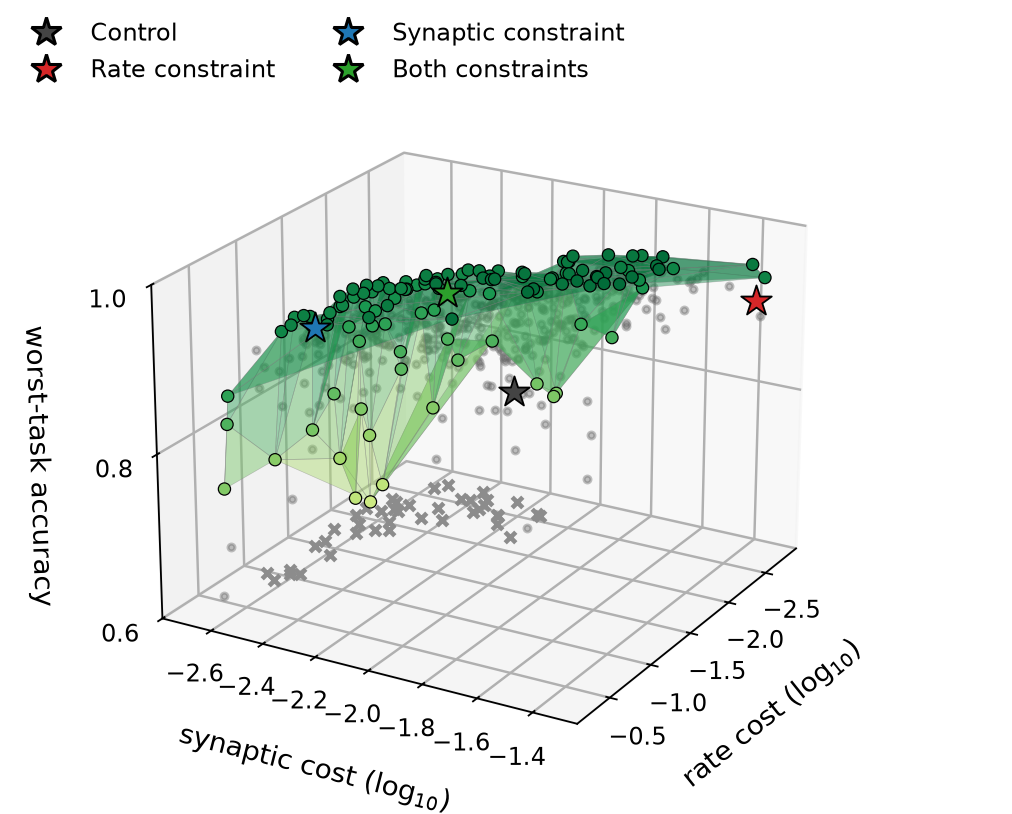 Control
Rate constraint
Synaptic constraint
Both constraints
1.0
0.8
0.6
worst-task accuracy
−2.6
−2.4
−2.2
−2.0
−1.8
−1.6
−1.4
synaptic cost (log₁₀)
−2.5
−2.0
−1.5
−1.0
−0.5
rate cost (log₁₀)